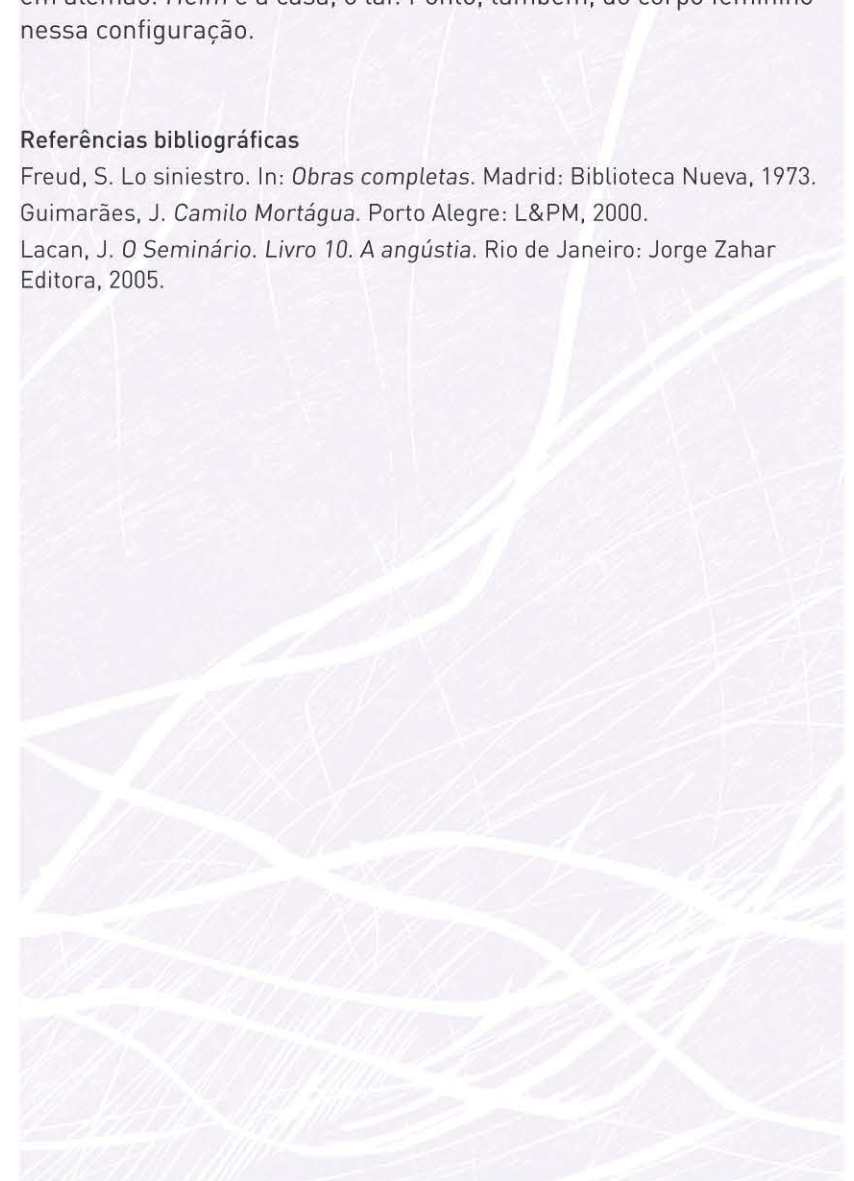 em alemão. Heim é a casa, o lar. Ponto, também, do corpo feminino
nessa configuração.
Referências bibliográficas
Freud, S. Lo siniestro. In: Obras completas. Madrid: Biblioteca Nueva, 1973.
Guimarães, J. Camilo Mortágua. Porto Alegre: L&PM, 2000.
Lacan, J. O Seminário. Livro 10. A angústia. Rio de Janeiro: Jorge Zahar
Editora, 2005.